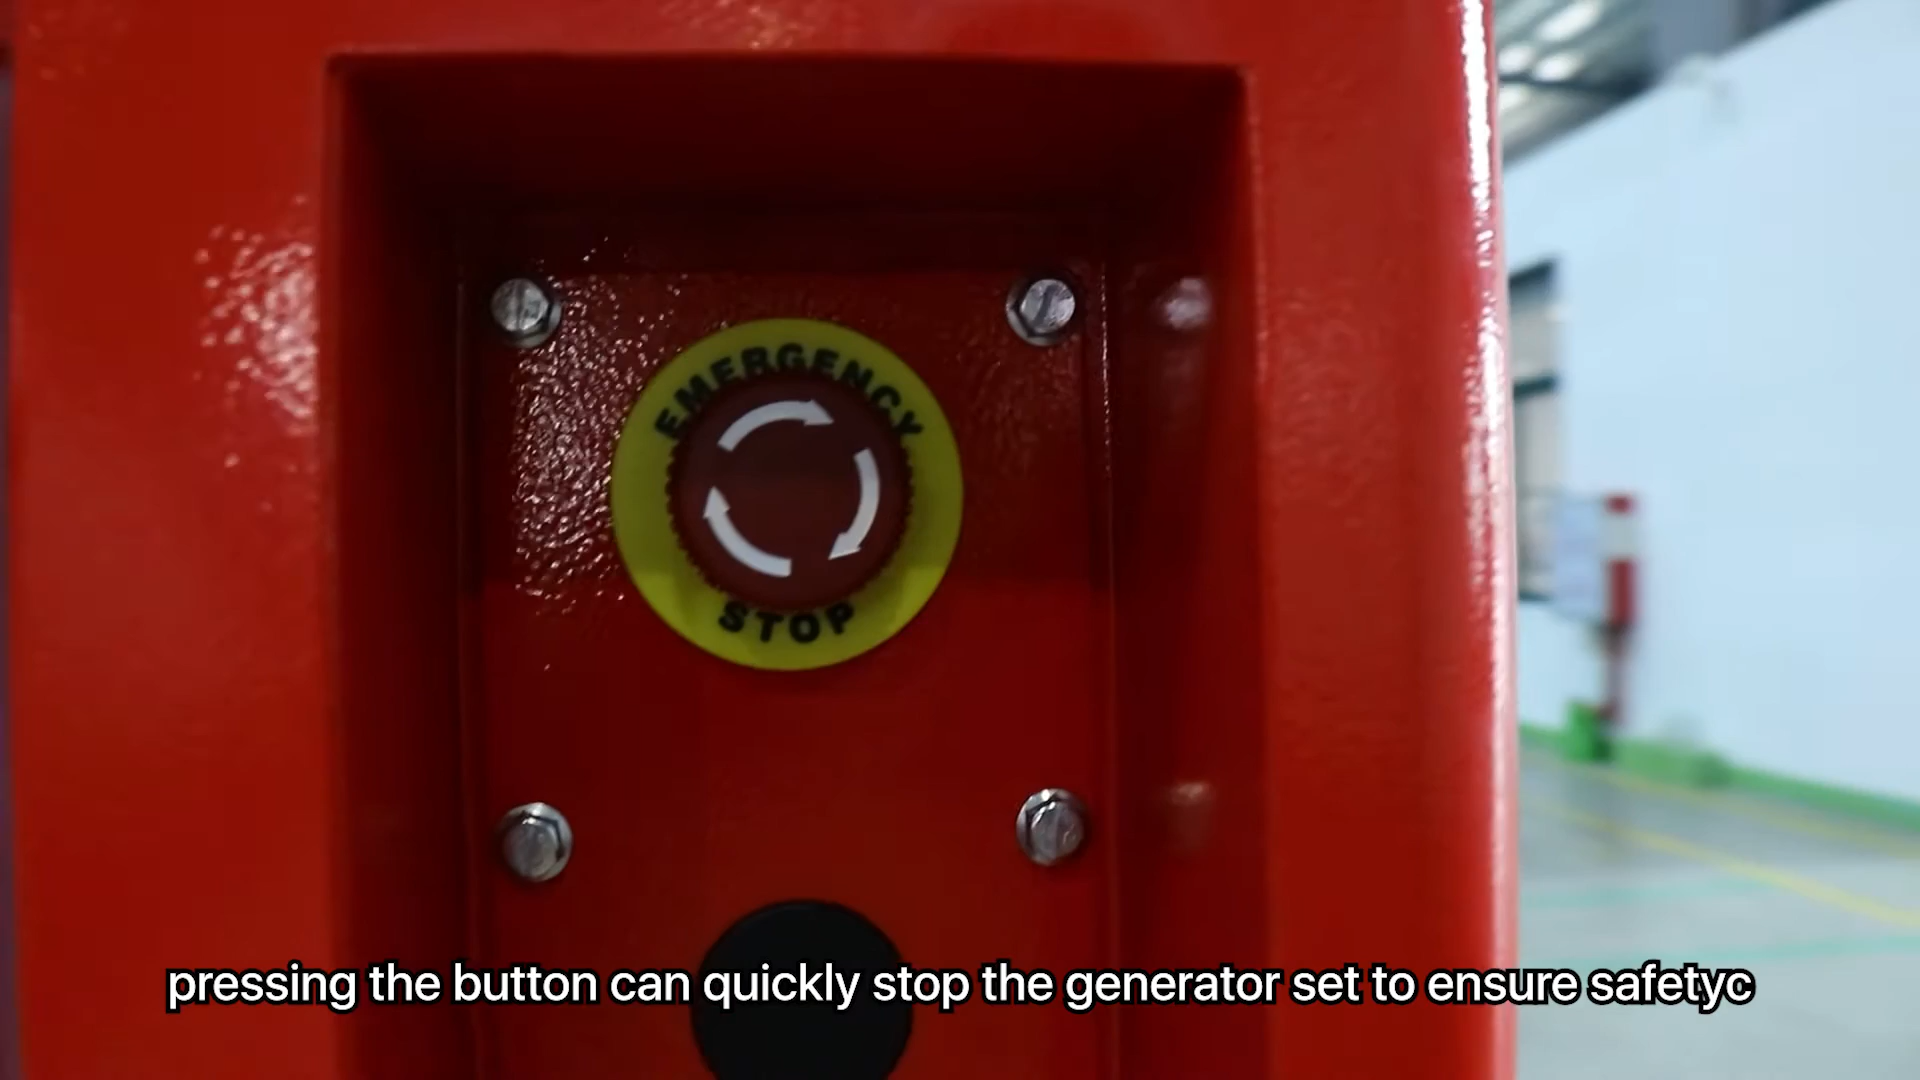 EMERGENCY
STOP
pressing the button can quickly stop the generator set to ensure safetyc